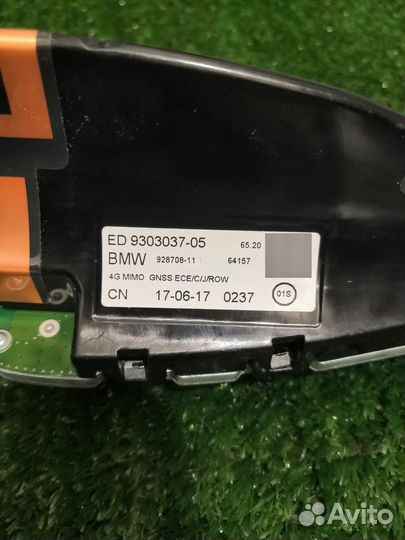 ED 9303037-05 65.20
BMW 928708-11 64157
4G MIMO GNSS ECE/C/J/ROW
CN 17-06-17 0237 01S
Avito